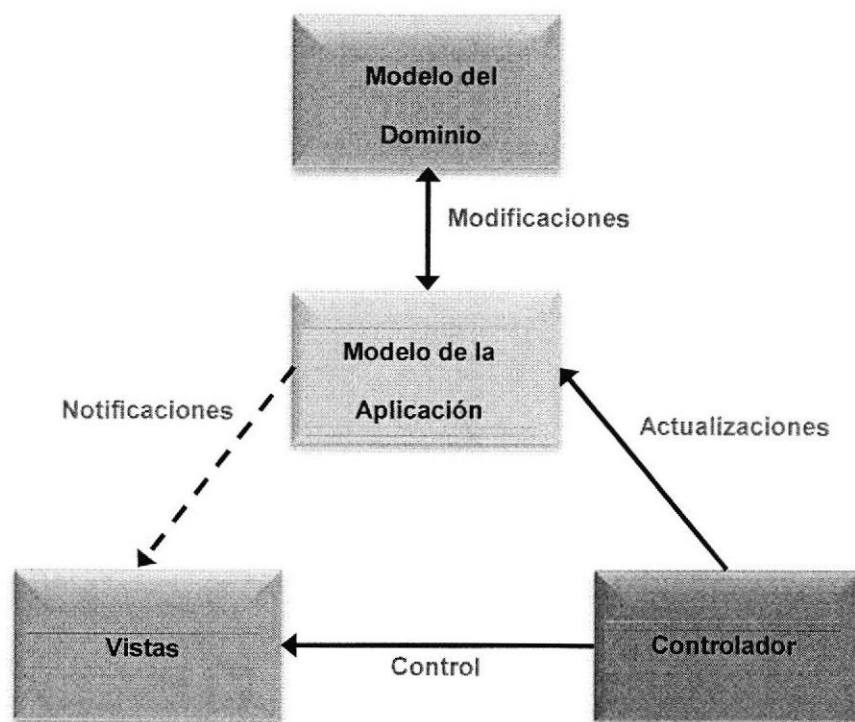 Modelo del
Dominio
Modificaciones
Modelo de la
Aplicación
Notificaciones
Actualizaciones
Vistas
Control
Controlador